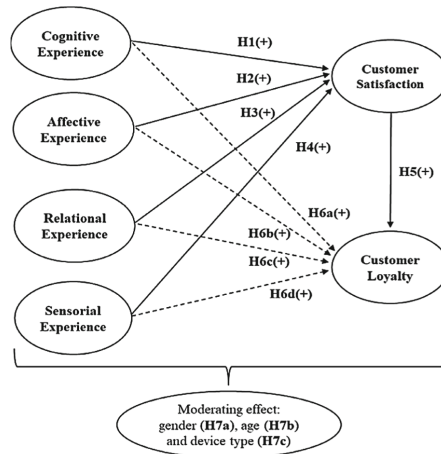 Cognitive
Experience
H1(+)
Customer
Satisfaction
H2(+)
Affective
Experience
H3(+)
H4(+)
H5(+)
Relational
Experience
H6a(+)
H6b(+)
H6c(+)
Customer
Loyalty
H6d(+)
Sensorial
Experience
Moderating effect:
gender (H7a), age (H7b)
and device type (H7c)